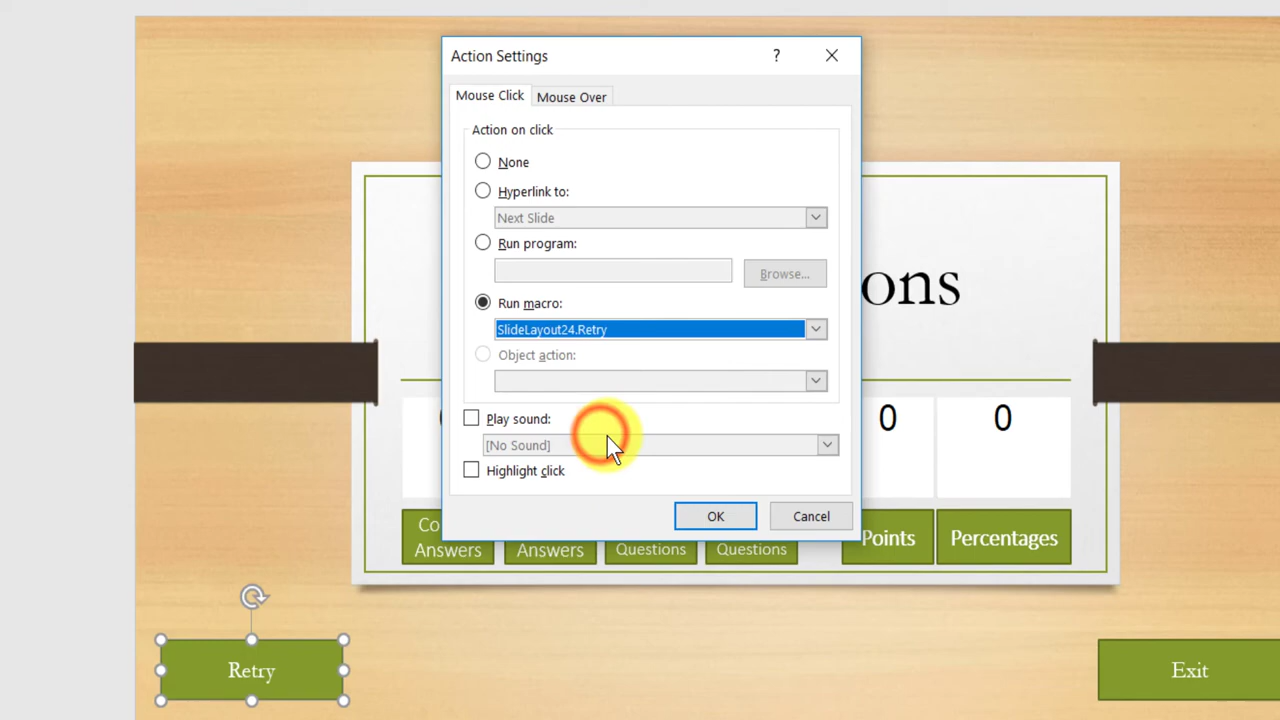 Action Settings
?
Mouse Click
Mouse Over
Action on click
None
Hyperlink to:
Next Slide
Run program:
Browse...
Run macro:
SlideLayout24.Retry
Object action:
Play sound:
[No Sound]
Highlight click
OK
Cancel
ons
0
0
Co
Answers
Answers
Questions
Questions
Points
Percentages
Retry
Exit